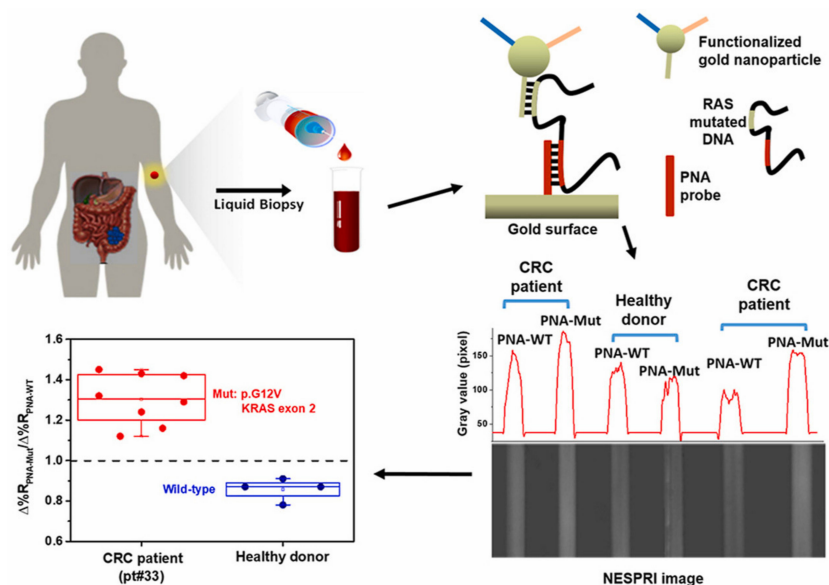 Functionalized
gold nanoparticle
RAS
mutated
DNA
PNA
probe
Gold surface
Liquid Biopsy
CRC
patient
Healthy
donor
CRC
patient
PNA-WT
PNA-Mut
PNA-WT
PNA-Mut
PNA-WT
PNA-Mut
Gray value (pixel)
150
100
50
NESPRI image
Δ%R PNA-Mut/Δ%R PNA-WT
1.6
1.4
1.2
1.0
0.8
0.6
Mut: p.G12V
KRAS exon 2
Wild-type
CRC patient
(pt#33)
Healthy donor